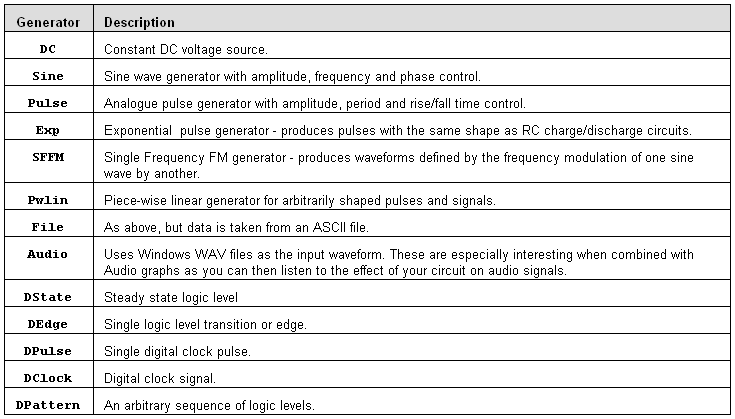 Generator Description
DC Constant DC voltage source.
Sine Sine wave generator with amplitude, frequency and phase control.
Pulse Analogue pulse generator with amplitude, period and rise/fall time control.
Exp Exponential pulse generator - produces pulses with the same shape as RC charge/discharge circuits.
SFFM Single Frequency FM generator - produces waveforms defined by the frequency modulation of one sine
wave by another.
Pwlin Piece-wise linear generator for arbitrarily shaped pulses and signals.
File As above, but data is taken from an ASCII file.
Audio Uses Windows WAV files as the input waveform. These are especially interesting when combined with
Audio graphs as you can then listen to the effect of your circuit on audio signals.
DState Steady state logic level
DEdge Single logic level transition or edge.
DPulse Single digital clock pulse.
DClock Digital clock signal.
DPattern An arbitrary sequence of logic levels.